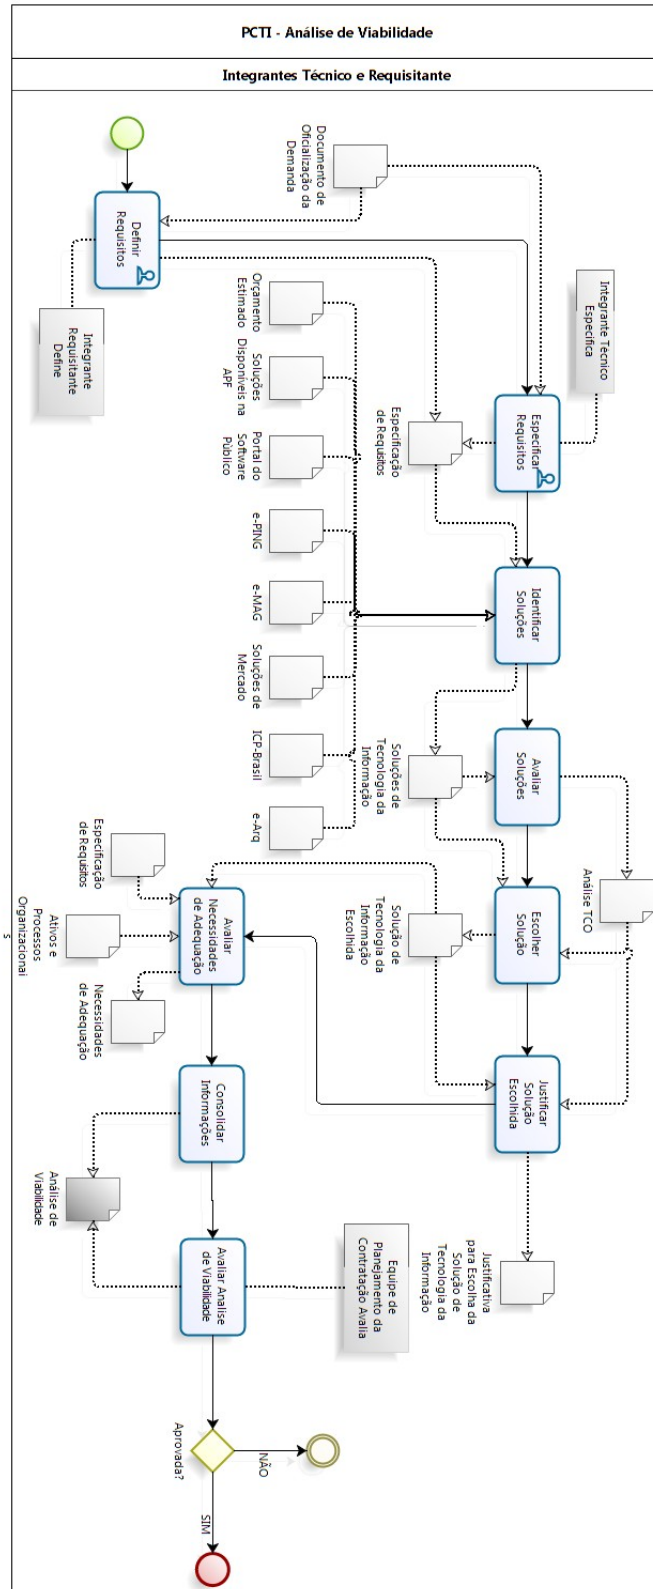 PCTI - Análise de Viabilidade
Integrantes Técnico e Requisitante
Documento de
Oficialização da
Demanda
Definir
Requisitos
Integrante
Requisitante
Define
Integrante Técnico
Especifica
Especificar
Requisitos
Especificação
de Requisitos
Orçamento
Estimado
Soluções
Disponíveis na
APF
Portal do
Software
Público
e-PING
e-MAG
Soluções de
Mercado
ICP-Brasil
e-Arq
Identificar
Soluções
Avaliar
Soluções
Soluções de
Tecnologia da
Informação
Análise TCO
Escolher
Solução
Solução de
Tecnologia da
Informação
Escolhida
Justificar
Solução
Escolhida
Justificativa
para Escolha da
Solução de
Tecnologia da
Informação
Especificação
de Requisitos
Ativos e
Processos
Organizacionai
s
Avaliar
Necessidades
de Adequação
Necessidades
de Adequação
Consolidar
Informações
Análise de
Viabilidade
Avaliar Analise
de Viabilidade
Equipe de
Planejamento da
Contratação Avalia
Aprovada?
NÃO
SIM